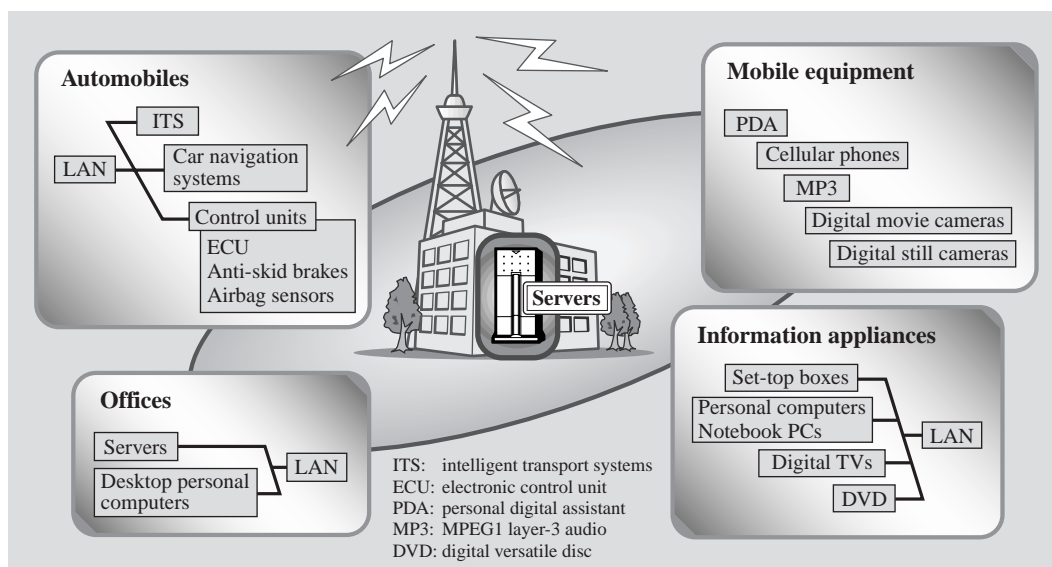 Automobiles
ITS
LAN
Car navigation
systems
Control units
ECU
Anti-skid brakes
Airbag sensors
Mobile equipment
PDA
Cellular phones
MP3
Digital movie cameras
Digital still cameras
Servers
Offices
Servers
LAN
Desktop personal
computers
Information appliances
Set-top boxes
Personal computers
Notebook PCs
LAN
Digital TVs
DVD
ITS: intelligent transport systems
ECU: electronic control unit
PDA: personal digital assistant
MP3: MPEG1 layer-3 audio
DVD: digital versatile disc